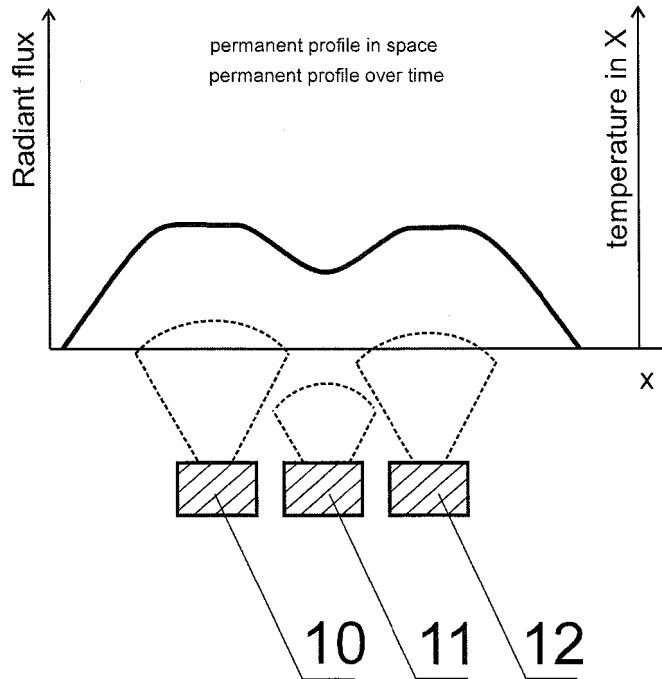 Radiant flux
permanent profile in space
permanent profile over time
temperature in X
x
10
11
12